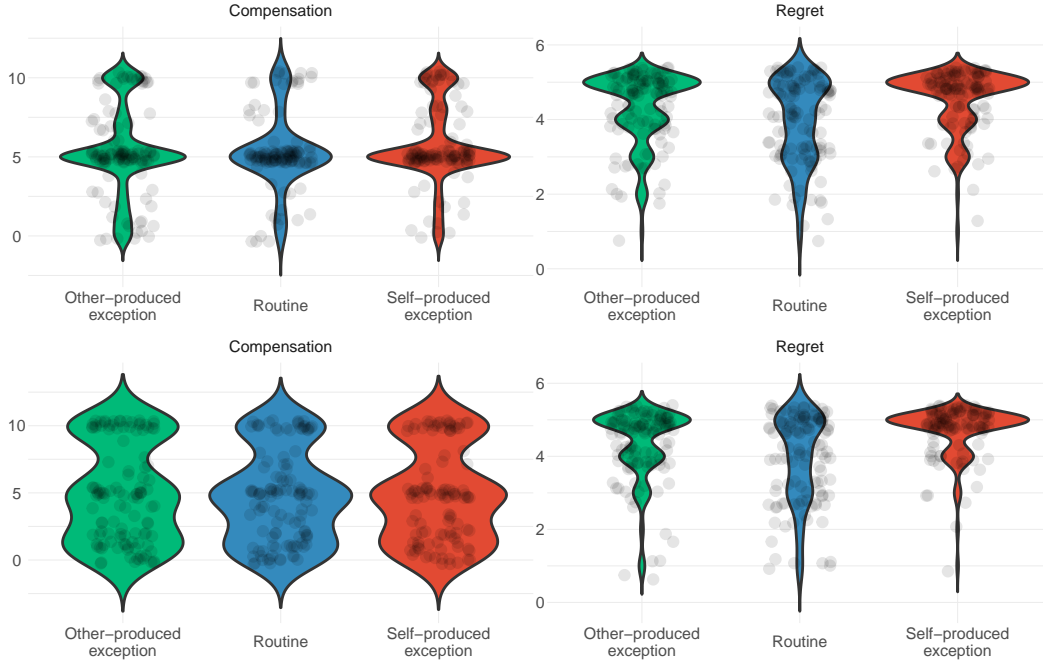 Compensation
Regret
10
5
0
6
4
2
0
Other−produced
exception
Routine
Self−produced
exception
Other−produced
exception
Routine
Self−produced
exception
Compensation
Regret
10
5
0
6
4
2
0
Other−produced
exception
Routine
Self−produced
exception
Other−produced
exception
Routine
Self−produced
exception